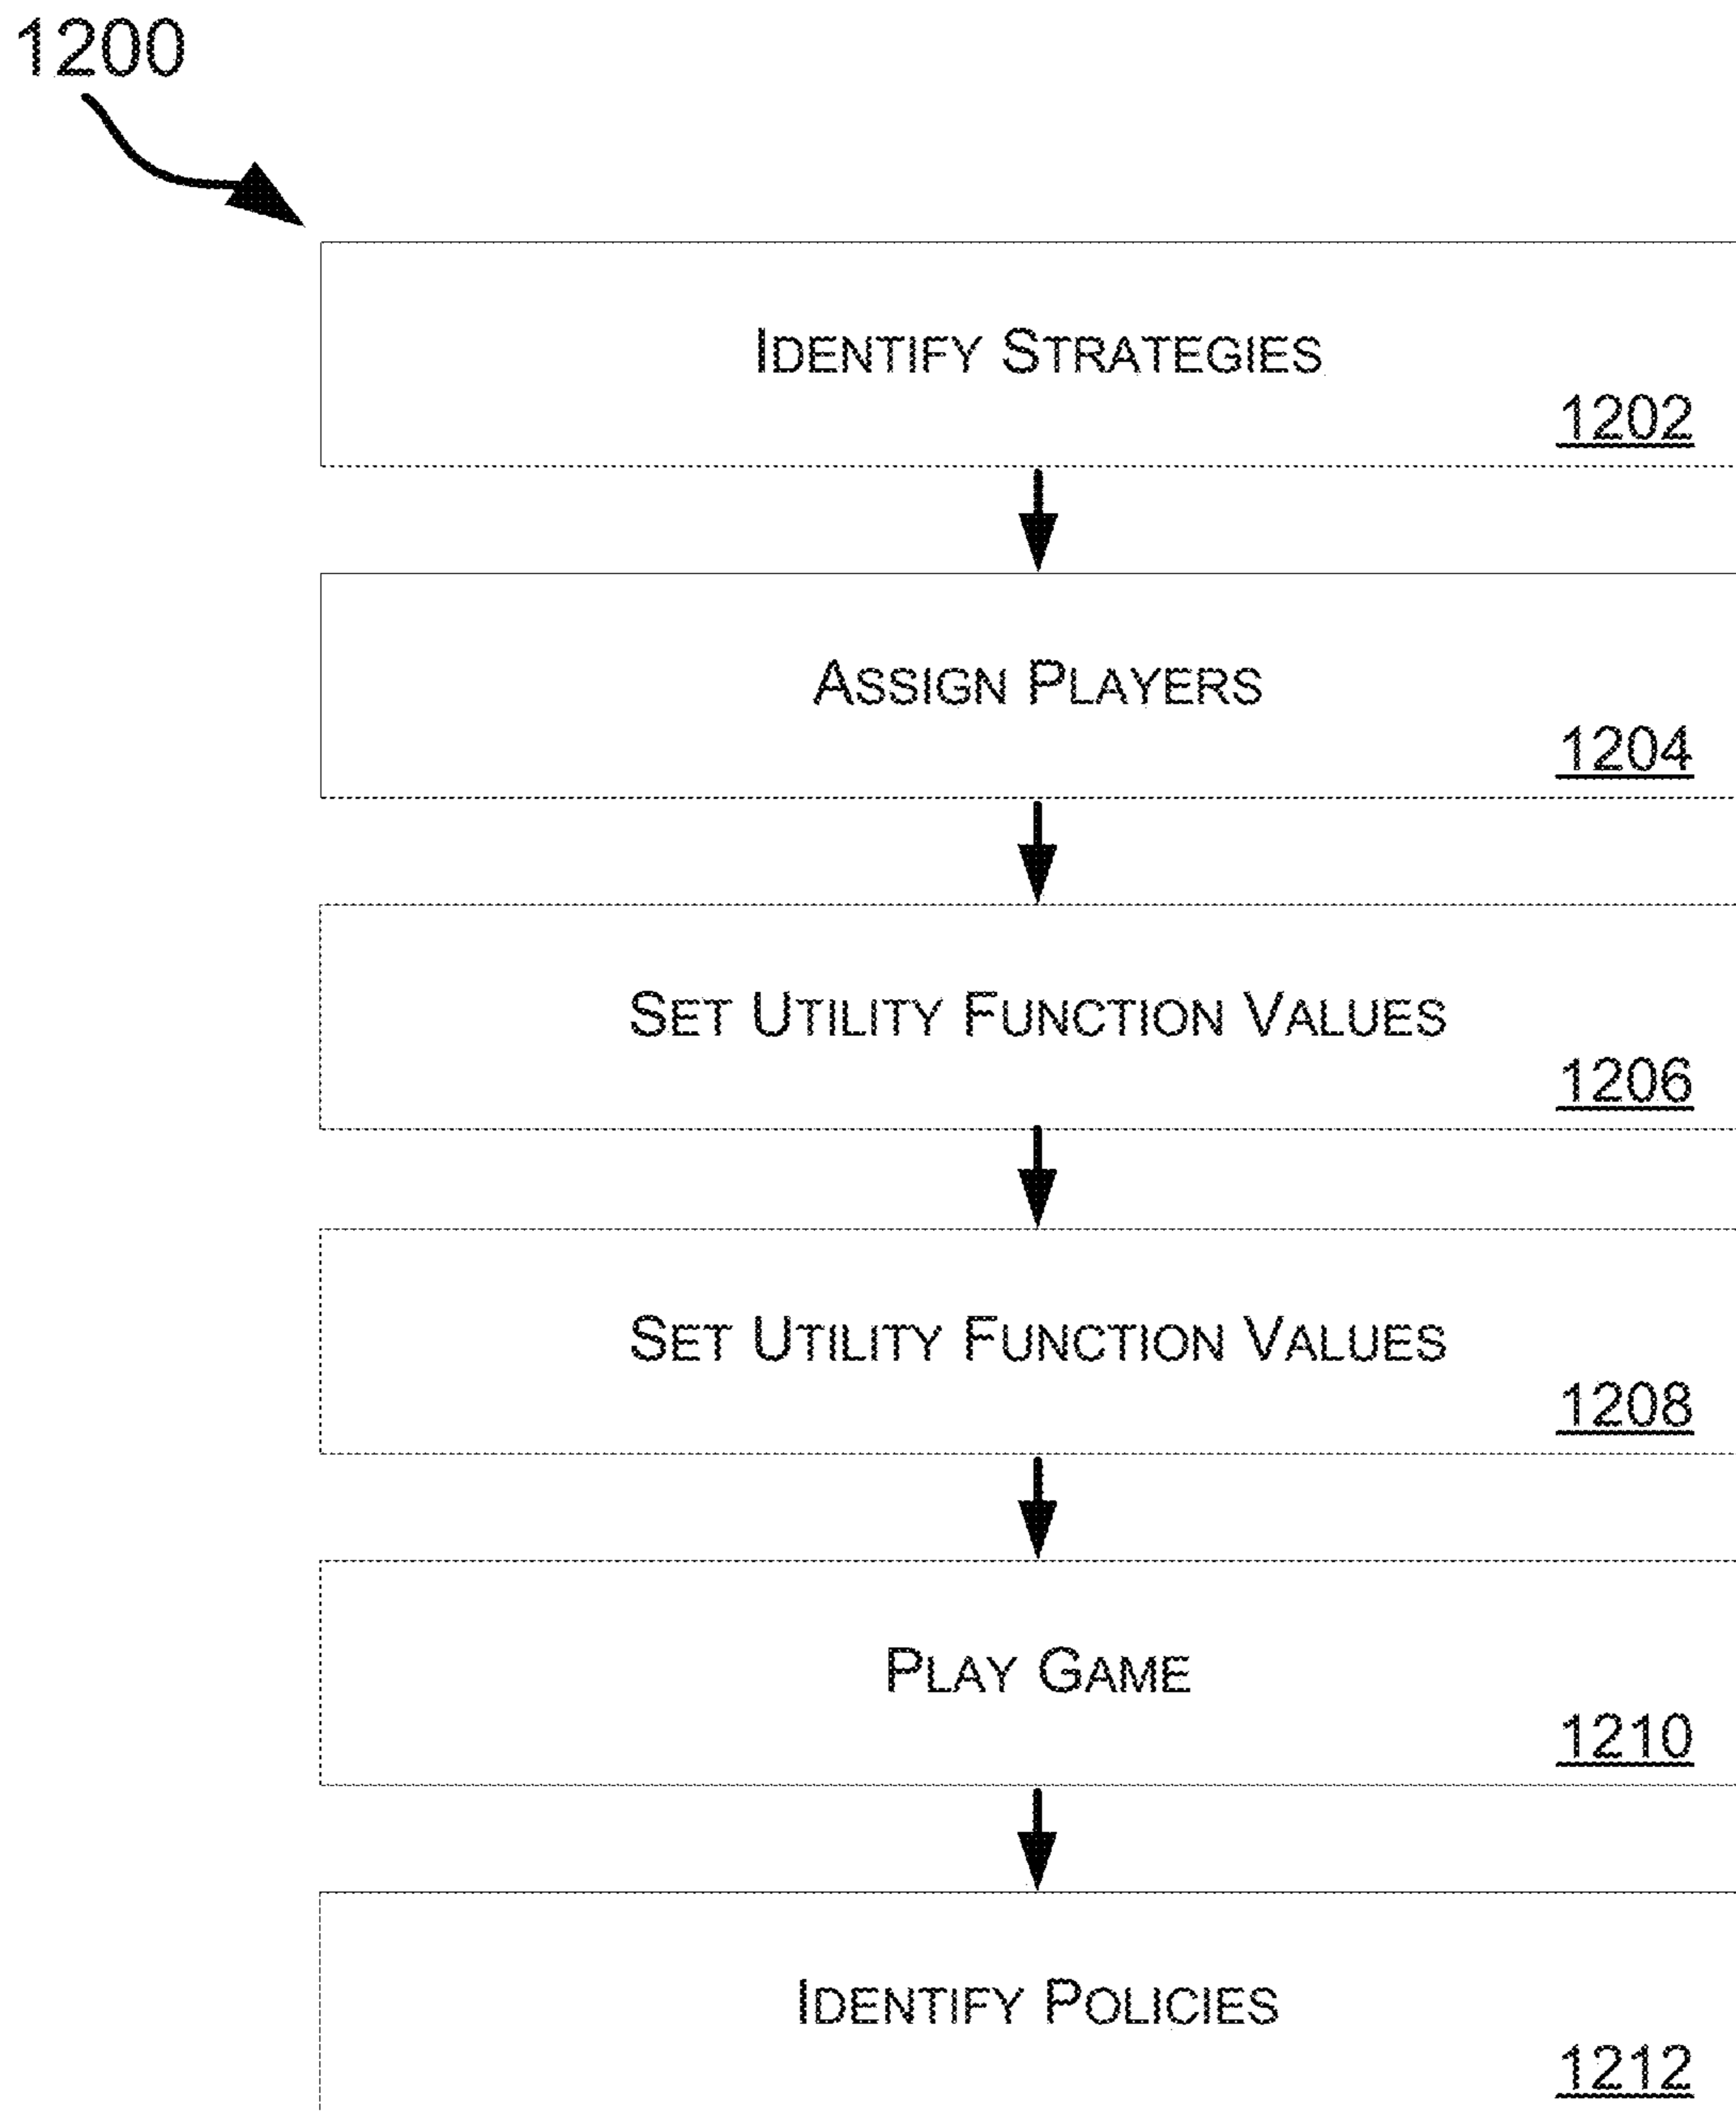 1200
IDENTIFY STRATEGIES
1202
ASSIGN PLAYERS
1204
SET UTILITY FUNCTION VALUES
1206
SET UTILITY FUNCTION VALUES
1208
PLAY GAME
1210
IDENTIFY POLICIES
1212